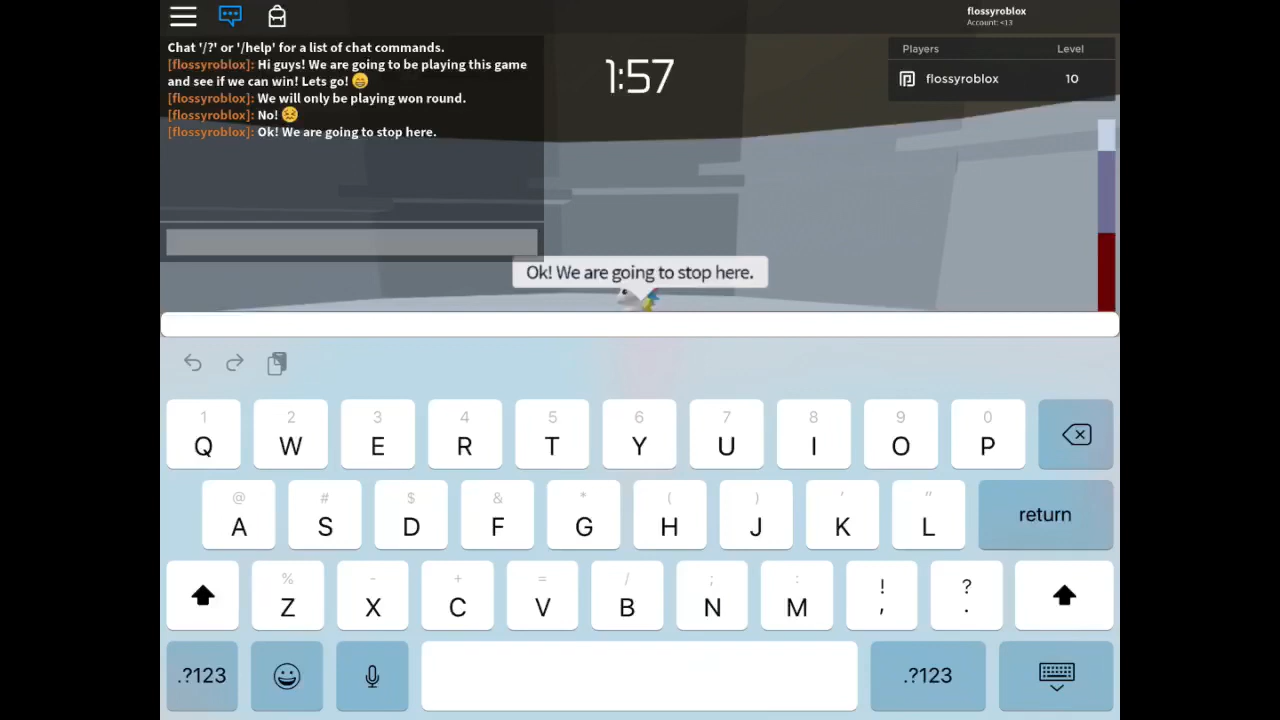 flossyroblox
Account: <13
Chat '/?' or '/help' for a list of chat commands.
[flossyroblox]: Hi guys! We are going to be playing this game
and see if we can win! Lets go! 😁
[flossyroblox]: We will only be playing won round.
[flossyroblox]: No! 😣
[flossyroblox]: Ok! We are going to stop here.
1:57
Players Level
flossyroblox 10
Ok! We are going to stop here.
1 2 3 4 5 6 7 8 9 0
Q W E R T Y U I O P
@ # $ & * ( ) ' "
A S D F G H J K L return
% - + = / ; : ! ?
Z X C V B N M , .
.?123 .?123